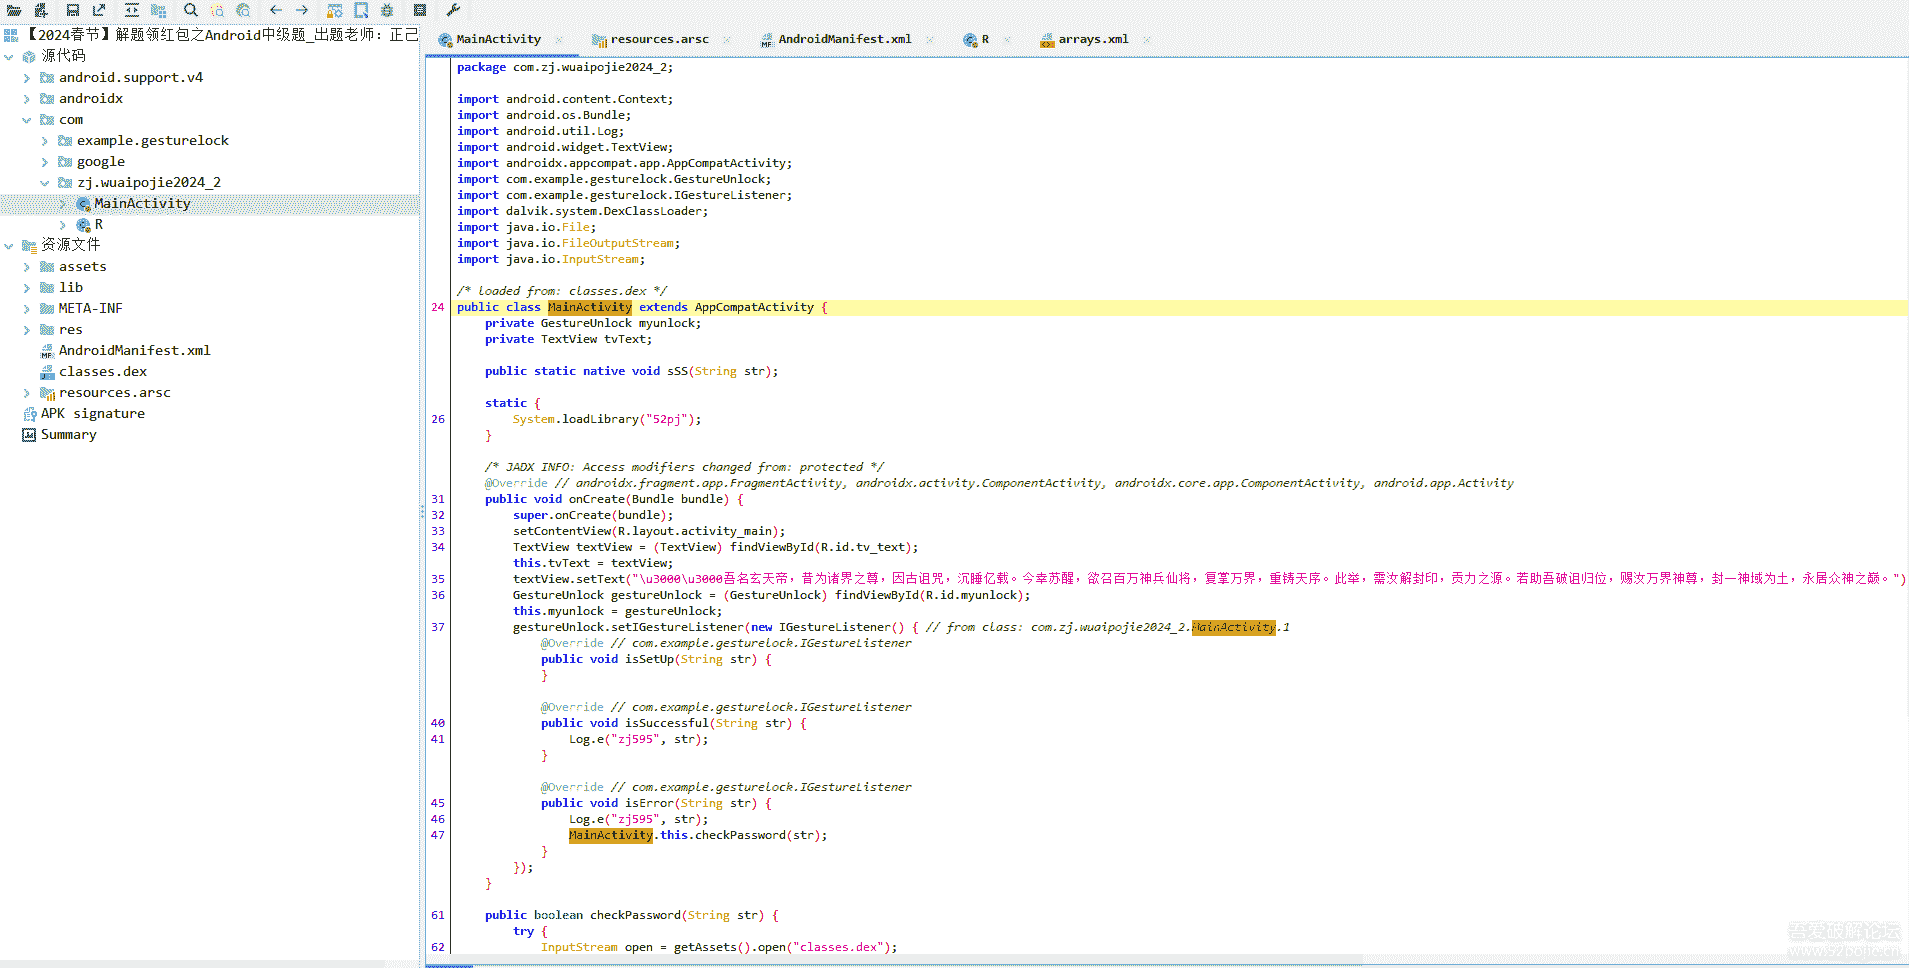 【2024春节】解题领红包之Android中级题_出题老师：正己
源代码
android.support.v4
androidx
com
example.gesturelock
google
zj.wuaipojie2024_2
MainActivity
R
资源文件
assets
lib
META-INF
res
AndroidManifest.xml
classes.dex
resources.arsc
APK signature
Summary
MainActivity
resources.arsc
AndroidManifest.xml
R
arrays.xml
package com.zj.wuaipojie2024_2;
import android.content.Context;
import android.os.Bundle;
import android.util.Log;
import android.widget.TextView;
import androidx.appcompat.app.AppCompatActivity;
import com.example.gesturelock.GestureUnlock;
import com.example.gesturelock.IGestureListener;
import dalvik.system.DexClassLoader;
import java.io.File;
import java.io.FileOutputStream;
import java.io.InputStream;
/* loaded from: classes.dex */
24 public class MainActivity extends AppCompatActivity {
private GestureUnlock myunlock;
private TextView tvText;
public static native void sSS(String str);
static {
26 System.loadLibrary("52pj");
}
/* JADX INFO: Access modifiers changed from: protected */
@Override // androidx.fragment.app.FragmentActivity, androidx.activity.ComponentActivity, androidx.core.app.ComponentActivity, android.app.Activity
31 public void onCreate(Bundle bundle) {
32 super.onCreate(bundle);
33 setContentView(R.layout.activity_main);
34 TextView textView = (TextView) findViewById(R.id.tv_text);
this.tvText = textView;
35 textView.setText("\u3000\u3000吾名玄天帝，昔为诸界之尊，因古诅咒，沉睡亿载。今幸苏醒，欲召百万神兵仙将，复掌万界，重铸天序。此举，需汝解封印，贡力之源。若助吾破诅归位，赐汝万界神尊，封一神域为土，永居众神之巅。")
36 GestureUnlock gestureUnlock = (GestureUnlock) findViewById(R.id.myunlock);
this.myunlock = gestureUnlock;
37 gestureUnlock.setIGestureListener(new IGestureListener() { // from class: com.zj.wuaipojie2024_2.MainActivity.1
@Override // com.example.gesturelock.IGestureListener
public void isSetUp(String str) {
}
@Override // com.example.gesturelock.IGestureListener
40 public void isSuccessful(String str) {
41 Log.e("zj595", str);
}
@Override // com.example.gesturelock.IGestureListener
45 public void isError(String str) {
46 Log.e("zj595", str);
47 MainActivity.this.checkPassword(str);
}
});
}
61 public boolean checkPassword(String str) {
try {
62 InputStream open = getAssets().open("classes.dex");
吾爱破解论坛
www.52pojie.cn